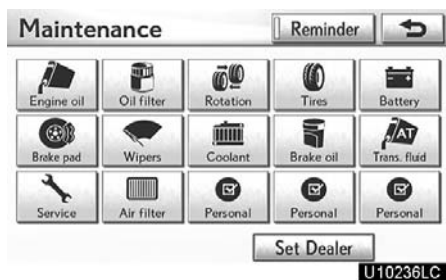 Maintenance Reminder
Engine oil Oil filter Rotation Tires Battery
Brake pad Wipers Coolant Brake oil AT Trans. fluid
Service Air filter Personal Personal Personal
Set Dealer
U10236LC